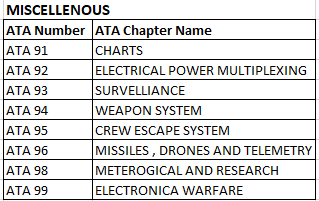 MISCELLENOUS
ATA Number ATA Chapter Name
ATA 91 CHARTS
ATA 92 ELECTRICAL POWER MULTIPLEXING
ATA 93 SURVELLIANCE
ATA 94 WEAPON SYSTEM
ATA 95 CREW ESCAPE SYSTEM
ATA 96 MISSILES , DRONES AND TELEMETRY
ATA 98 METEROGICAL AND RESEARCH
ATA 99 ELECTRONICA WARFARE